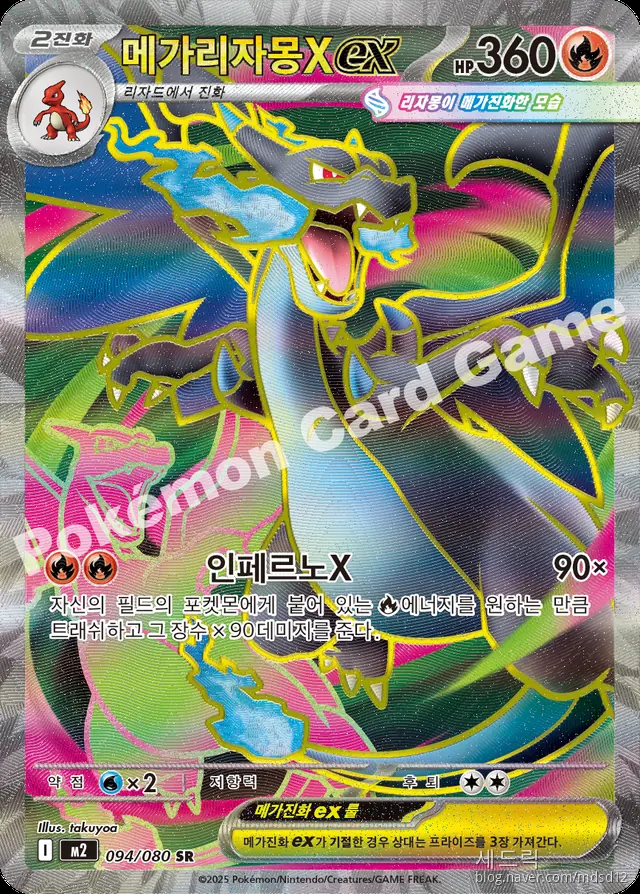 2진화
메가리자몽X ex
HP 360
리자드에서 진화
리자몽이 메가진화한 모습
Pokémon Card Game
인페르노X
90×
자신의 필드의 포켓몬에게 붙어 있는 에너지를 원하는 만큼
트래쉬하고 그 장수 × 90데미지를 준다.
약점 ×2
저항력
후퇴
메가진화 ex 룰
메가진화 ex가 기절한 경우 상대는 프라이즈를 3장 가져간다.
Illus. takuyoa
I M2 094/080 SR
©2025 Pokémon/Nintendo/Creatures/GAME FREAK.
세드릭
blog.naver.com/mdsd12